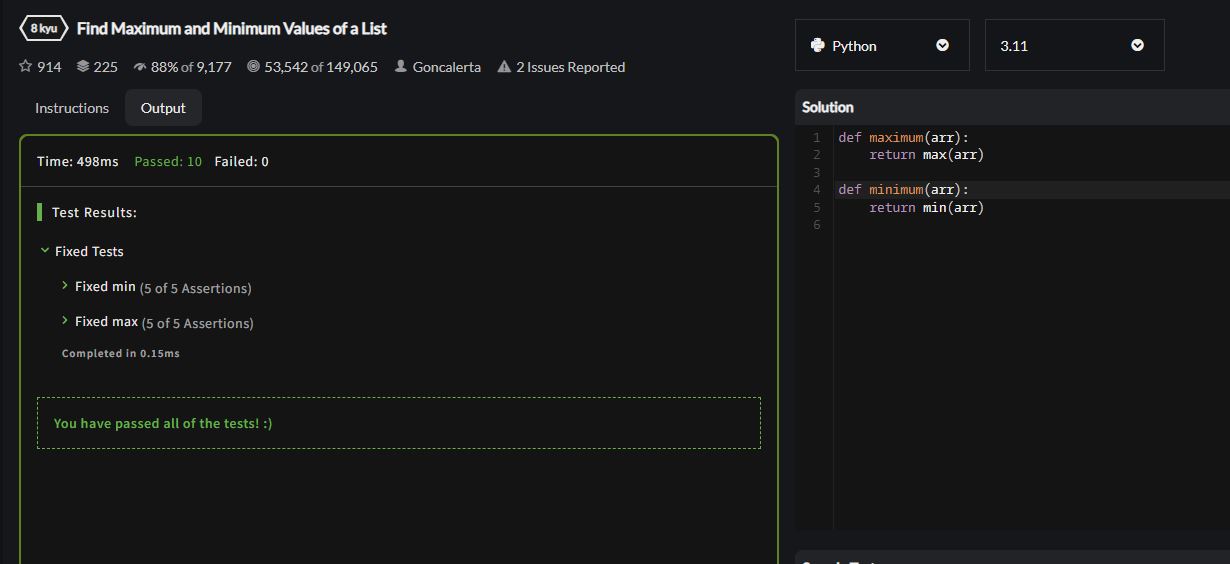 8 kyu Find Maximum and Minimum Values of a List
914 225 88% of 9,177 53,542 of 149,065 Goncalerta 2 Issues Reported
Instructions Output
Time: 498ms Passed: 10 Failed: 0
Test Results:
Fixed Tests
Fixed min (5 of 5 Assertions)
Fixed max (5 of 5 Assertions)
Completed in 0.15ms
You have passed all of the tests! :)
Python 3.11
Solution
1 def maximum(arr):
2 return max(arr)
3
4 def minimum(arr):
5 return min(arr)
6